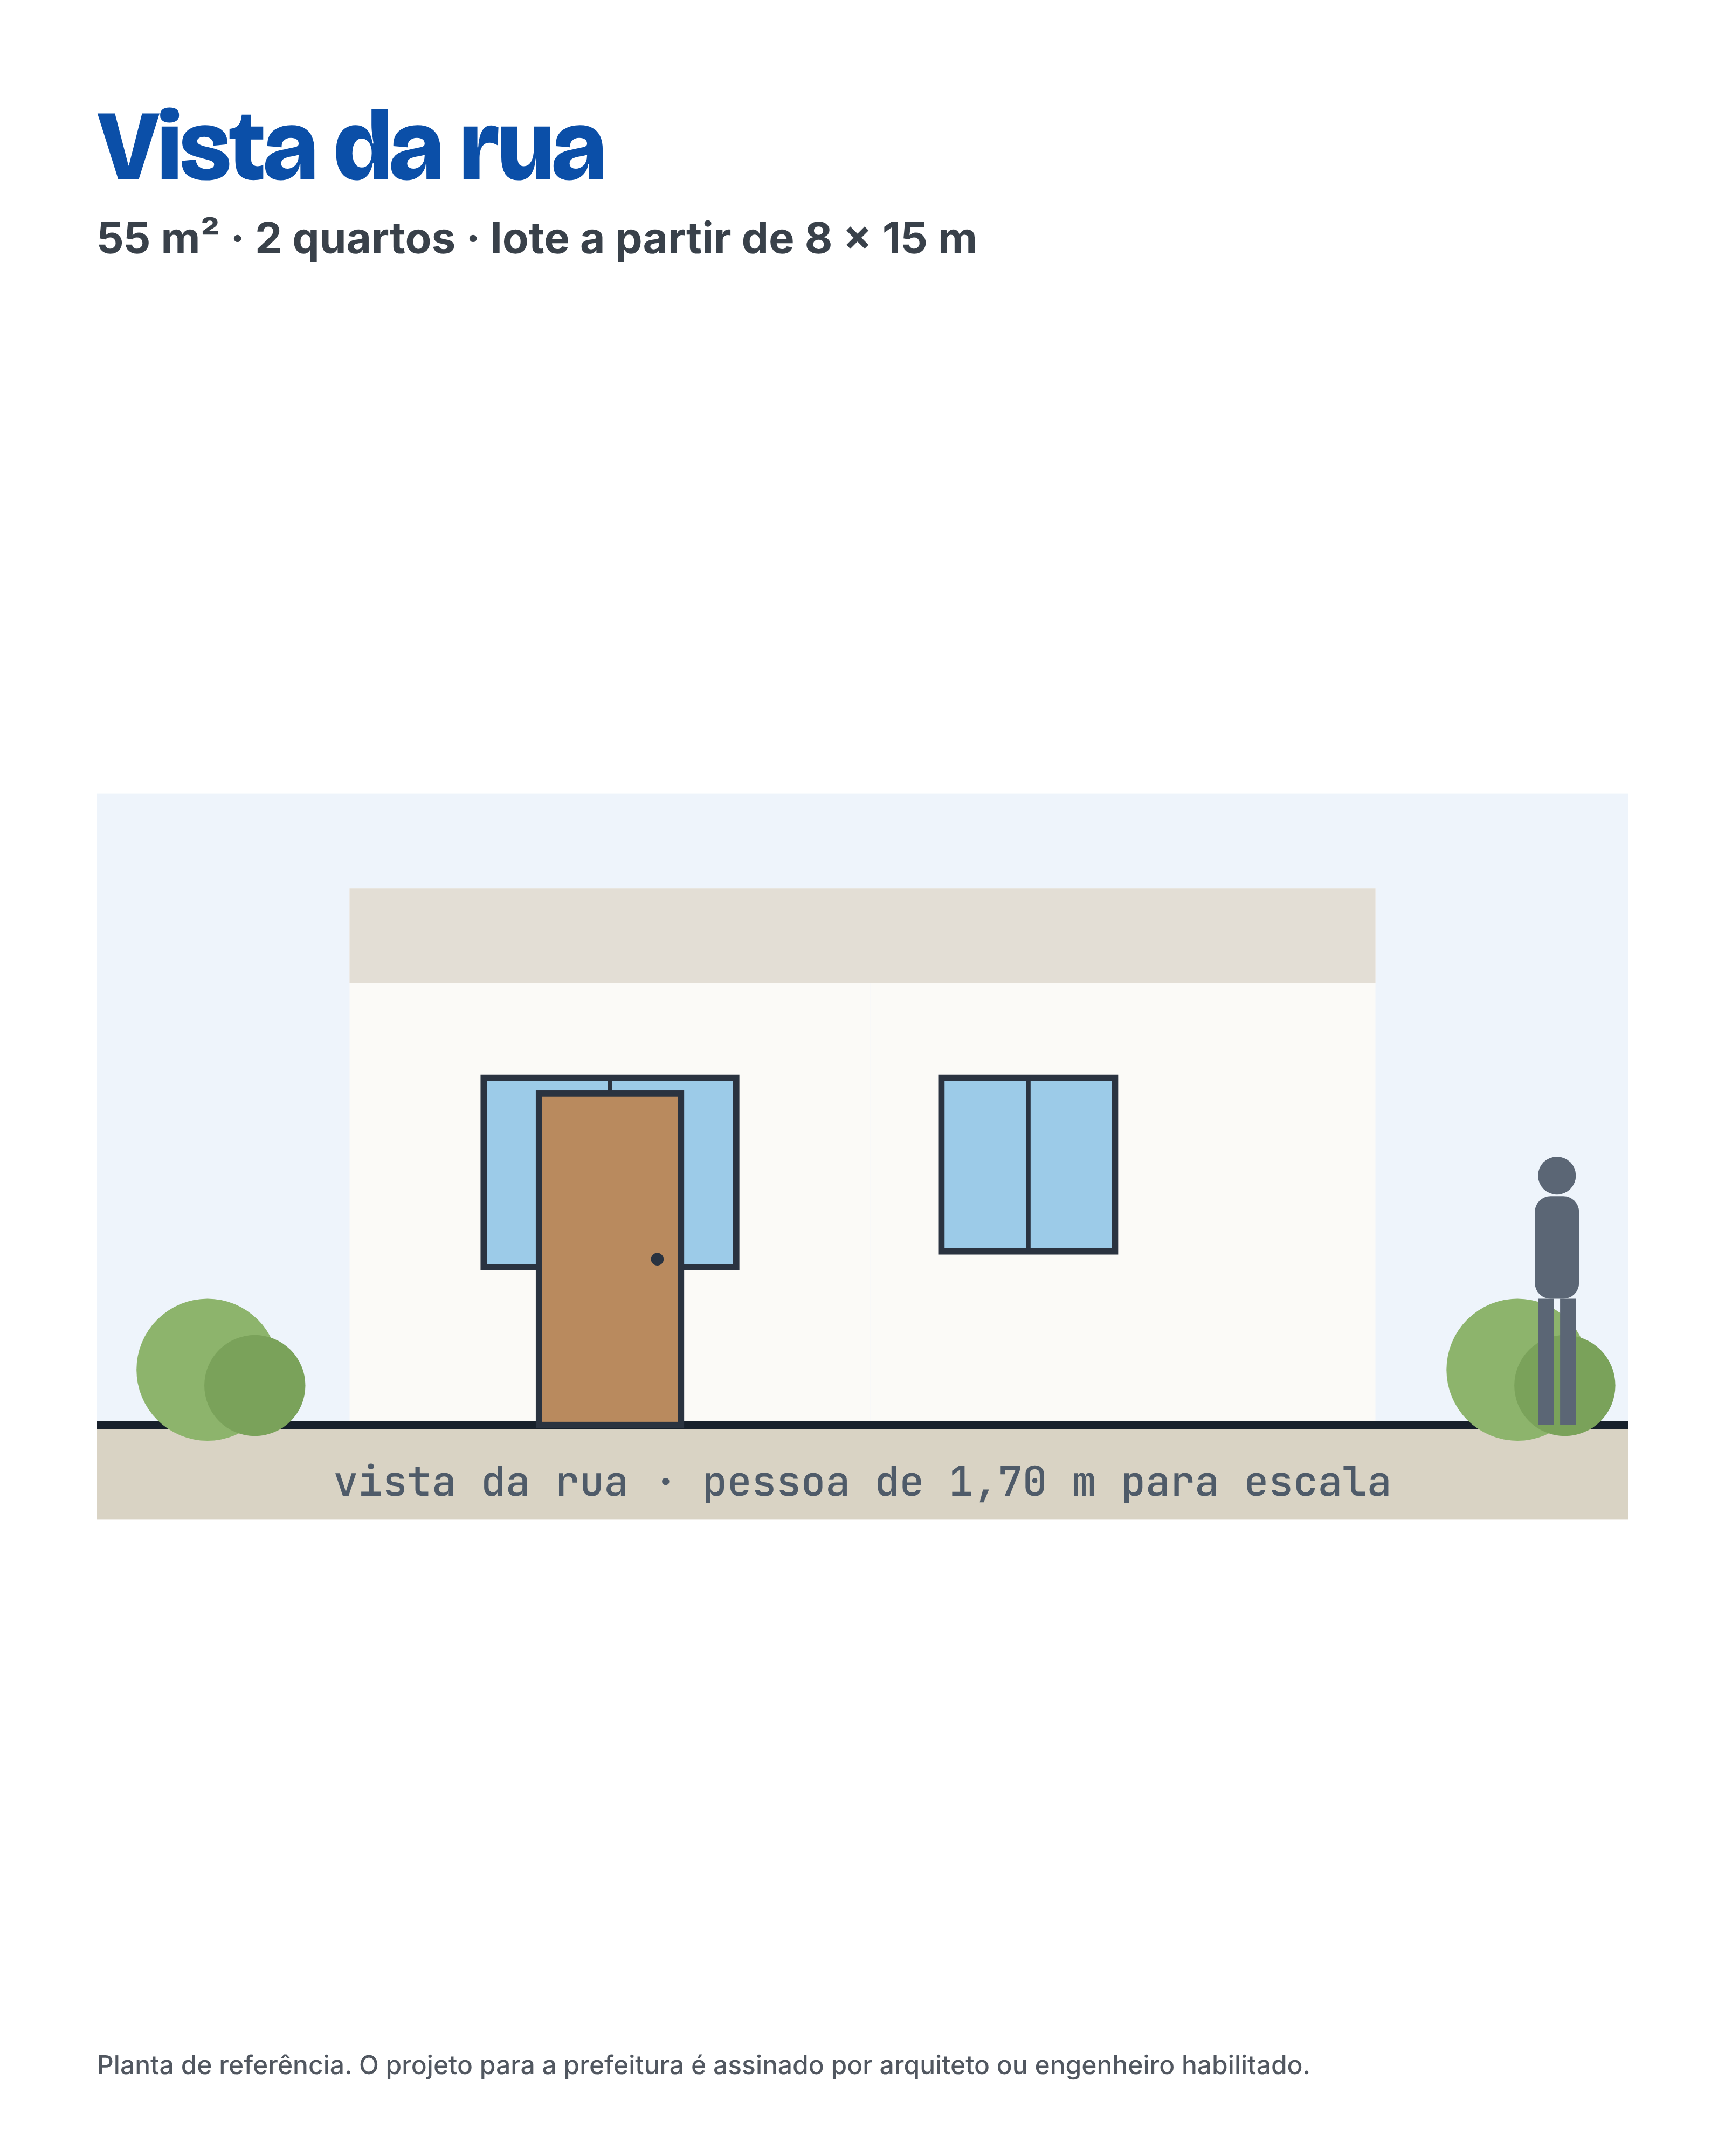 Vista da rua
55 m² · 2 quartos · lote a partir de 8 × 15 m
vista da rua · pessoa de 1,70 m para escala
Planta de referência. O projeto para a prefeitura é assinado por arquiteto ou engenheiro habilitado.